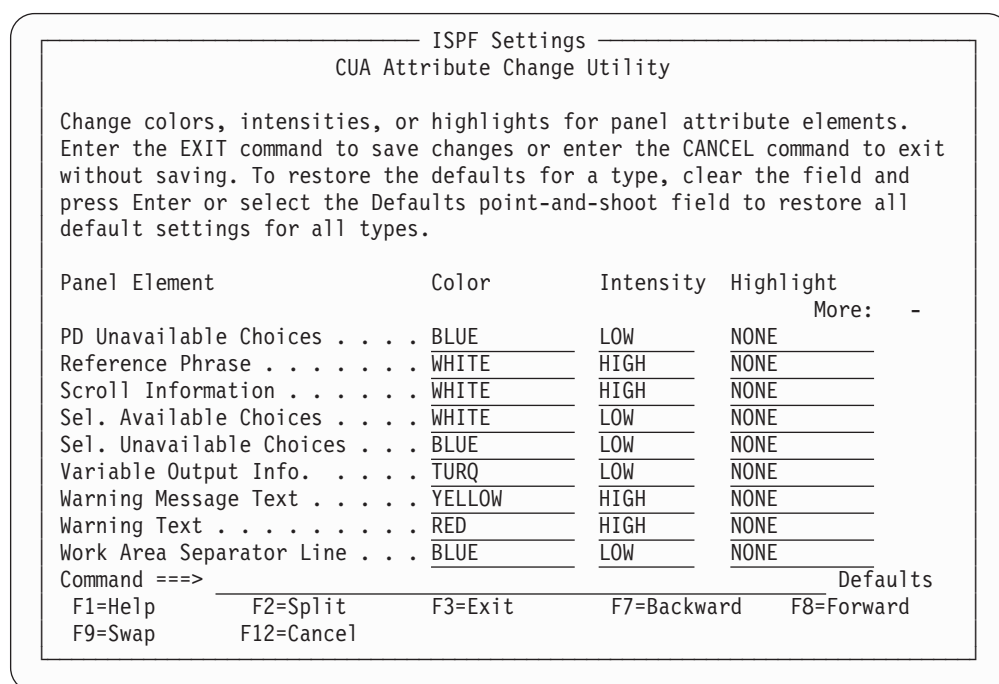 ISPF Settings
CUA Attribute Change Utility
Change colors, intensities, or highlights for panel attribute elements.
Enter the EXIT command to save changes or enter the CANCEL command to exit
without saving. To restore the defaults for a type, clear the field and
press Enter or select the Defaults point-and-shoot field to restore all
default settings for all types.
Panel Element Color Intensity Highlight
More: -
PD Unavailable Choices . . . . BLUE LOW NONE
Reference Phrase . . . . . . . WHITE HIGH NONE
Scroll Information . . . . . . WHITE HIGH NONE
Sel. Available Choices . . . . WHITE LOW NONE
Sel. Unavailable Choices . . . BLUE LOW NONE
Variable Output Info. . . . . TURQ LOW NONE
Warning Message Text . . . . . YELLOW HIGH NONE
Warning Text . . . . . . . . . RED HIGH NONE
Work Area Separator Line . . . BLUE LOW NONE
Command ===> Defaults
F1=Help F2=Split F3=Exit F7=Backward F8=Forward
F9=Swap F12=Cancel